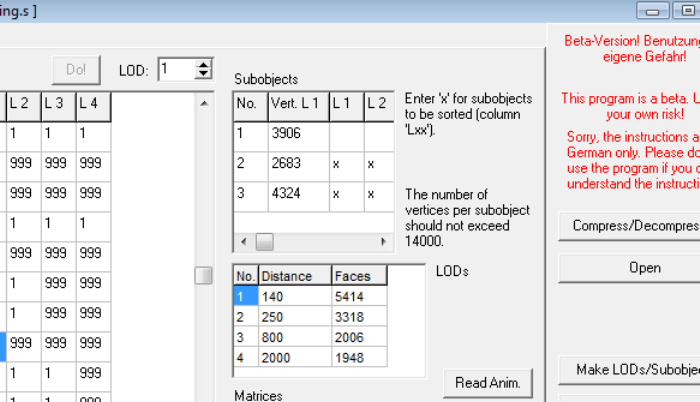 ing.s ]
Do!
LOD:
1
L 2 L 3 L 4
1 1 1
999 999 999
999 999 999
1 1 1
999 999 999
1 999 999
1 999 999
999 999 999
1 1 999
1 1 999
Subobjects
No. Vert. L 1 L 1 L 2
1 3906
2 2683 x x
3 4324 x x
Enter 'x' for subobjects
to be sorted (column
'Lxx').
The number of
vertices per subobject
should not exceed
14000.
No. Distance Faces
1 140 5414
2 250 3318
3 800 2006
4 2000 1948
LODs
Read Anim.
Matrices
Beta-Version! Benutzung
eigene Gefahr!
This program is a beta. U
your own risk!
Sorry, the instructions a
German only. Please do
use the program if you
understand the instructi
Compress/Decompres
Open
Make LODs/Subobje